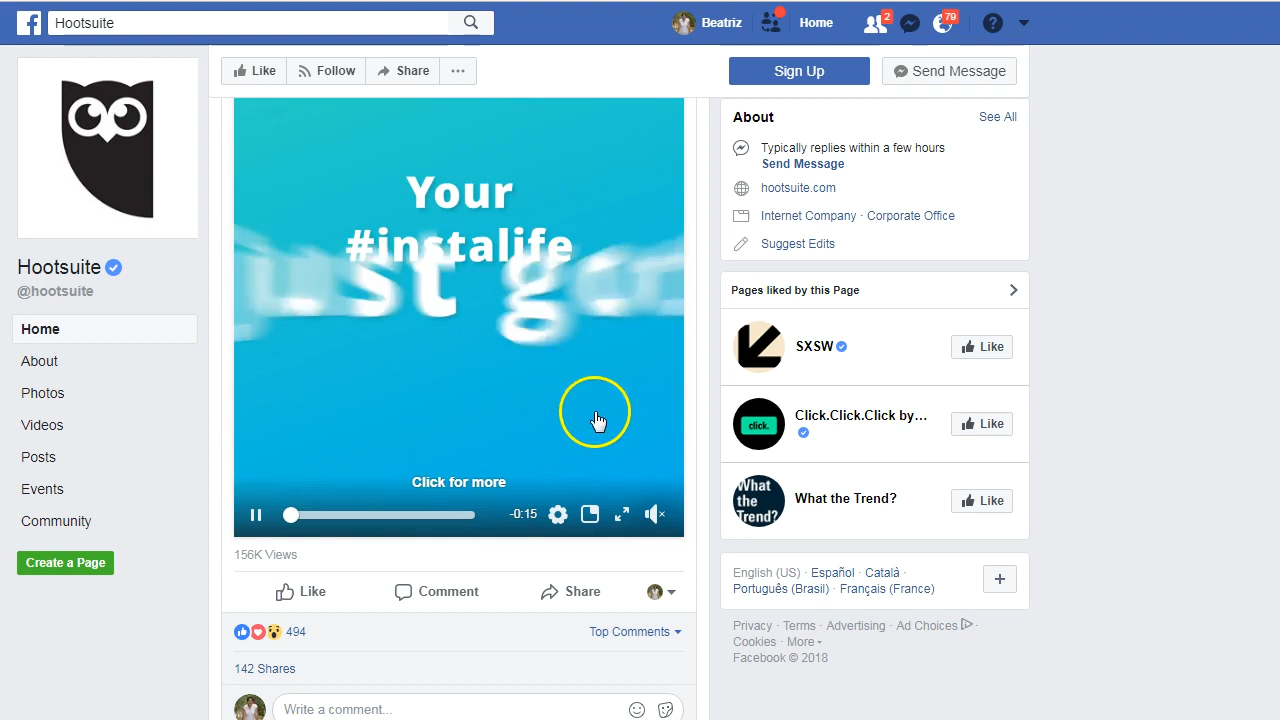 Hootsuite
Beatriz
Home
2
79
Like
Follow
Share
Sign Up
Send Message
Hootsuite
@hootsuite
Home
About
Photos
Videos
Posts
Events
Community
Create a Page
Your
#instalife
just go
Click for more
-0:15
156K Views
Like
Comment
Share
494
Top Comments
142 Shares
Write a comment...
About
See All
Typically replies within a few hours
Send Message
hootsuite.com
Internet Company · Corporate Office
Suggest Edits
Pages liked by this Page
SXSW
Like
click.
Click.Click.Click by...
Like
What
the
Trend?
What the Trend?
Like
English (US) · Español · Català ·
Português (Brasil) · Français (France)
Privacy · Terms · Advertising · Ad Choices ·
Cookies · More
Facebook © 2018